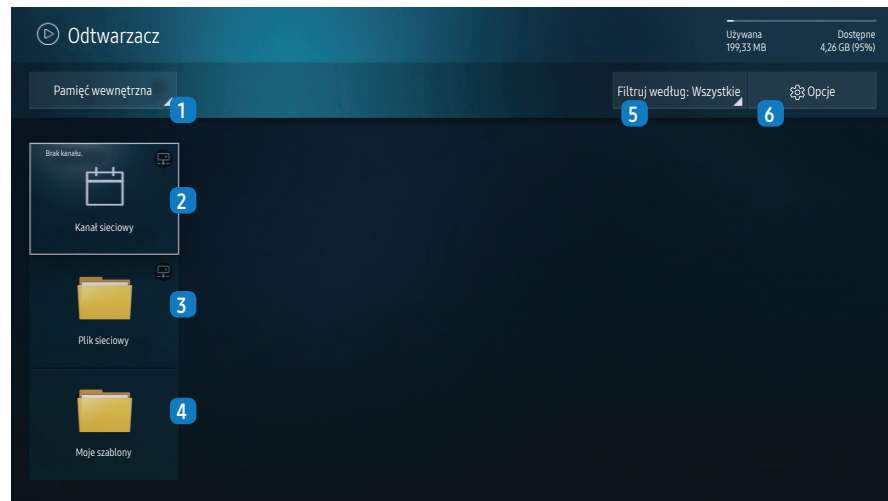 Odtwarzacz
Używana Dostępne
199,33 MB 4,26 GB (95%)
Pamięć wewnętrzna
1
Filtruj według: Wszystkie
5
Opcje
6
Brak kanału.
2
Kanał sieciowy
3
Plik sieciowy
4
Moje szablony